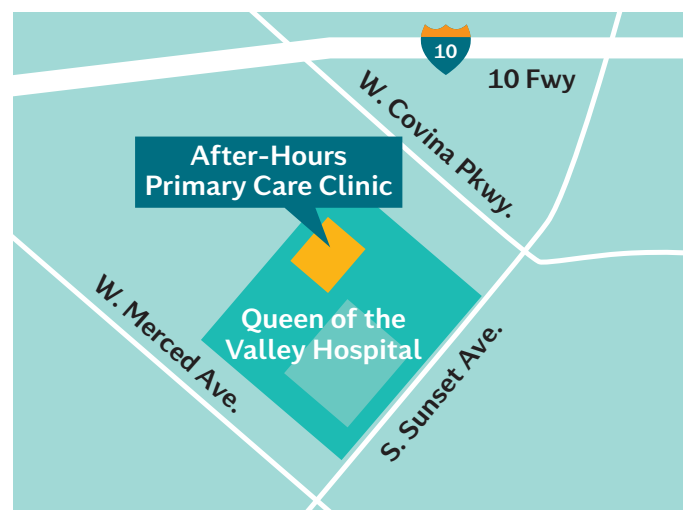 10
10 Fwy
W. Covina Pkwy.
After-Hours
Primary Care Clinic
W. Merced Ave.
Queen of the
Valley Hospital
S. Sunset Ave.